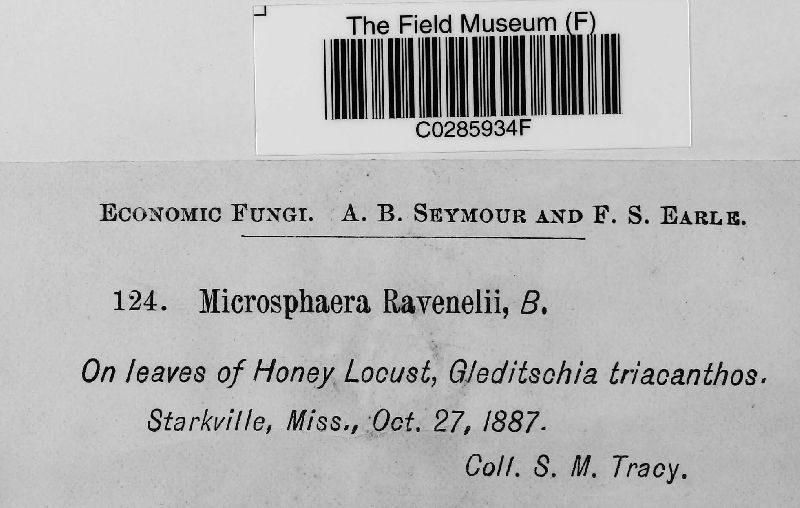 The Field Museum (F)
C0285934F
ECONOMIC FUNGI. A. B. SEYMOUR AND F. S. EARLE.
124. Microsphaera Ravenelii, B.
On leaves of Honey Locust, Gleditschia triacanthos.
Starkville, Miss., Oct. 27, 1887.
Coll. S. M. Tracy.